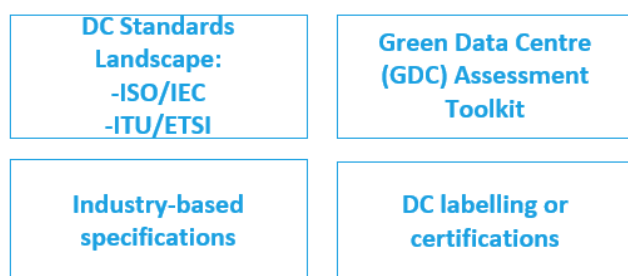 DC Standards
Landscape:
-ISO/IEC
-ITU/ETSI
Green Data Centre
(GDC) Assessment
Toolkit
Industry-based
specifications
DC labelling or
certifications